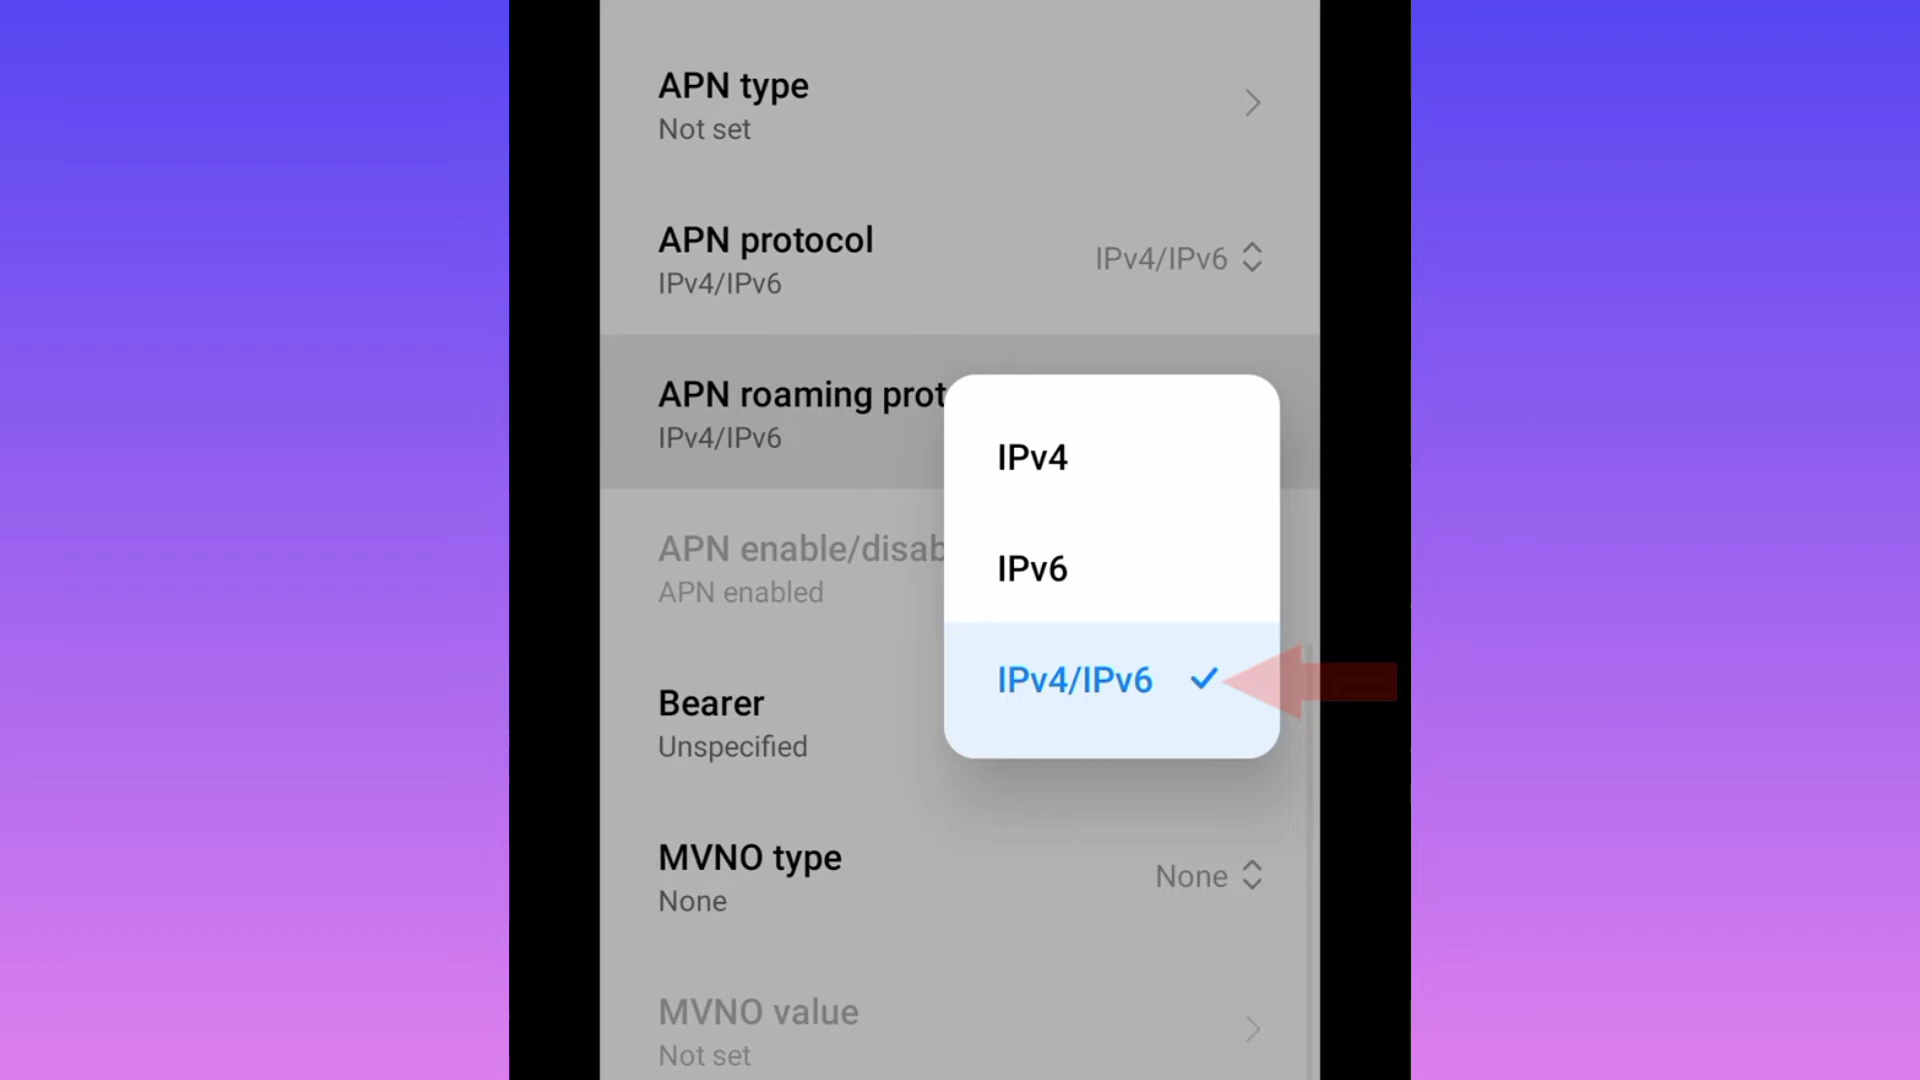 APN type
Not set
APN protocol
IPv4/IPv6
IPv4/IPv6
APN roaming prot
IPv4/IPv6
IPv4
IPv6
IPv4/IPv6
APN enable/disab
APN enabled
Bearer
Unspecified
MVNO type
None
None
MVNO value
Not set